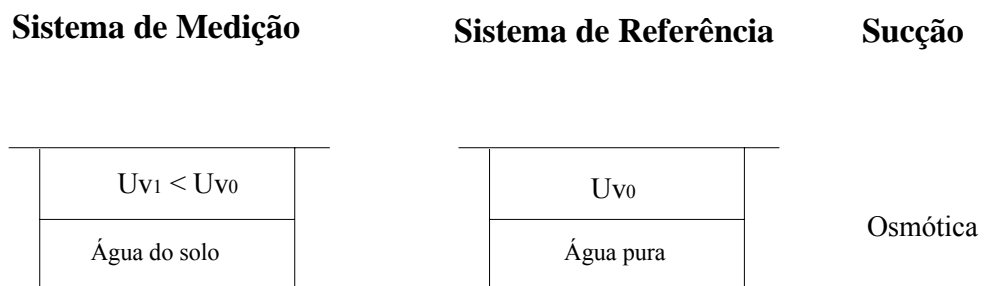 Sistema de Medição Sistema de Referência Sucção
Uv1 < Uv0 Uv0
Osmótica
Água do solo Água pura